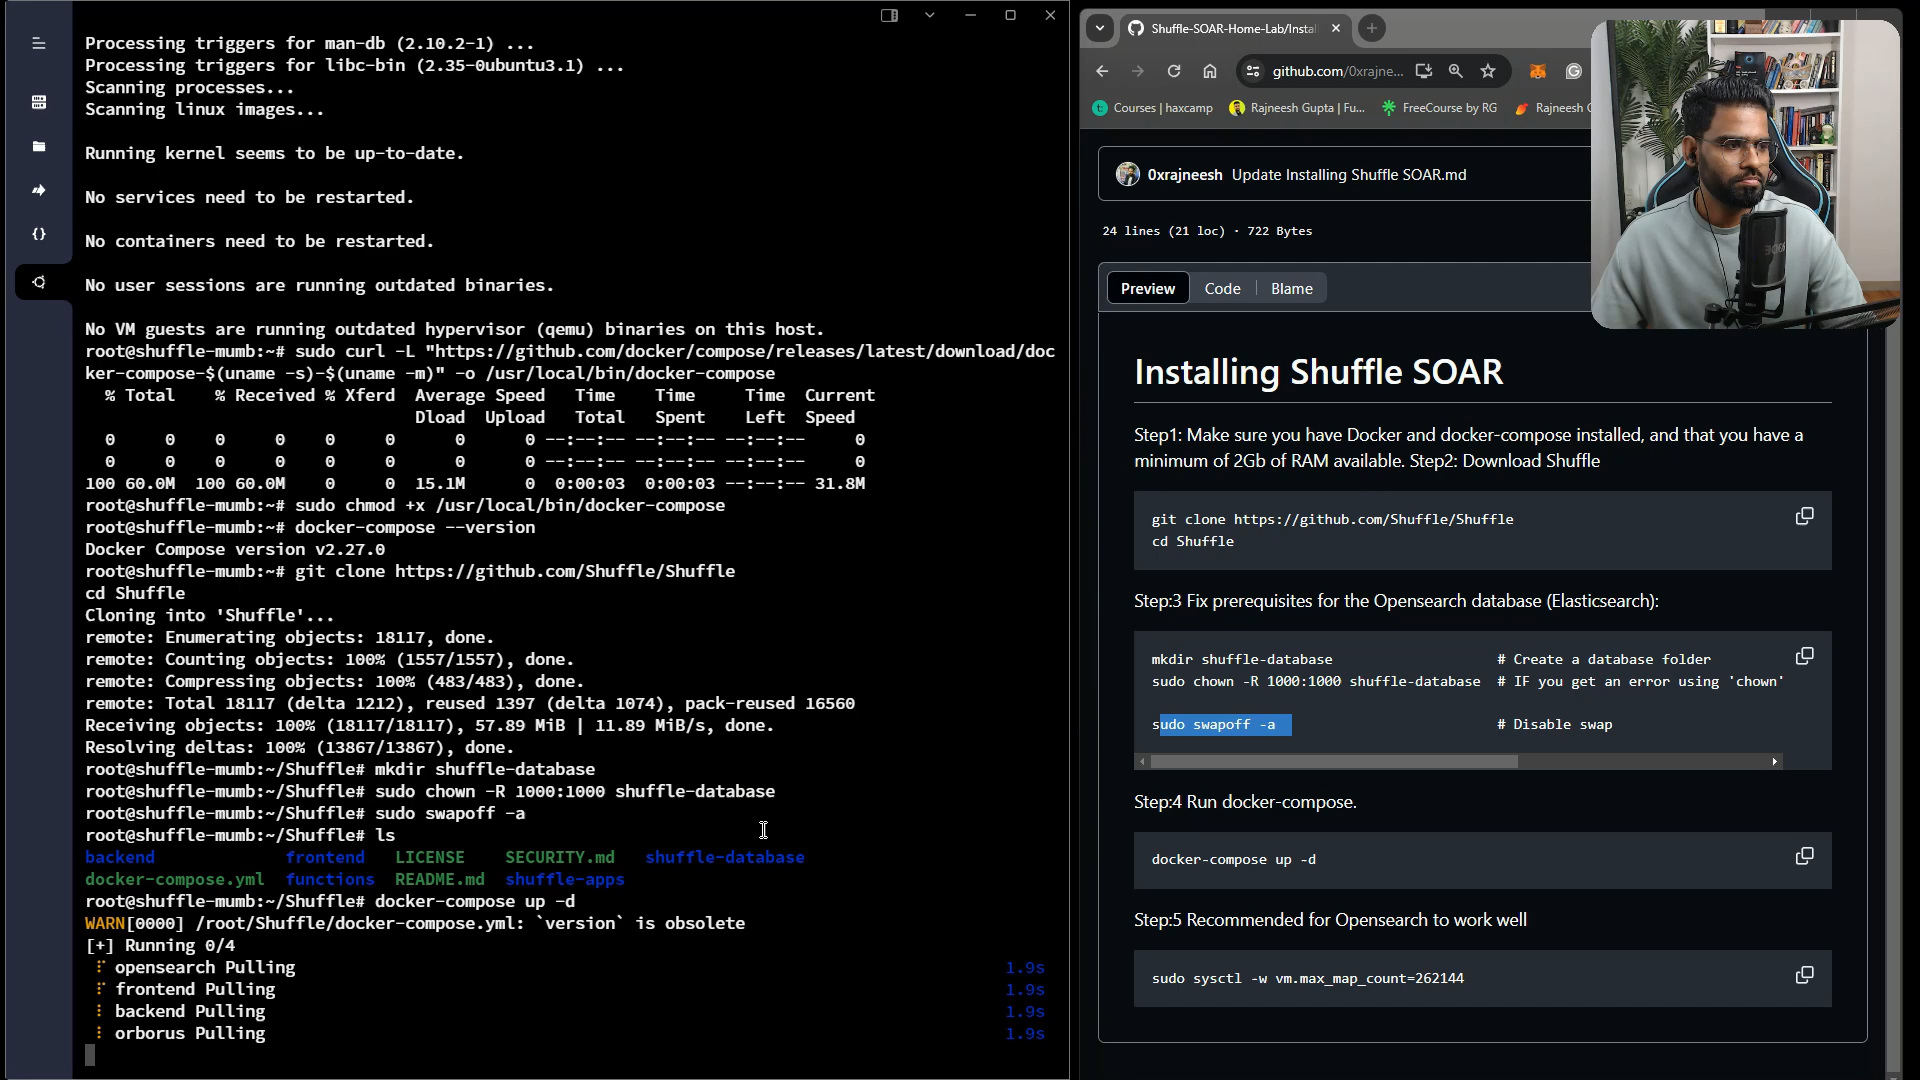 Processing triggers for man-db (2.10.2-1) ...
Processing triggers for libc-bin (2.35-0ubuntu3.1) ...
Scanning processes...
Scanning linux images...
Running kernel seems to be up-to-date.
No services need to be restarted.
No containers need to be restarted.
No user sessions are running outdated binaries.
No VM guests are running outdated hypervisor (qemu) binaries on this host.
root@shuffle-mumb:~# sudo curl -L "https://github.com/docker/compose/releases/latest/download/doc
ker-compose-$(uname -s)-$(uname -m)" -o /usr/local/bin/docker-compose
% Total % Received % Xferd Average Speed Time Time Time Current
Dload Upload Total Spent Left Speed
0 0 0 0 0 0 0 0 --:--:-- --:--:-- --:--:-- 0
0 0 0 0 0 0 0 0 --:--:-- --:--:-- --:--:-- 0
100 60.0M 100 60.0M 0 0 15.1M 0 0:00:03 0:00:03 --:--:-- 31.8M
root@shuffle-mumb:~# sudo chmod +x /usr/local/bin/docker-compose
root@shuffle-mumb:~# docker-compose --version
Docker Compose version v2.27.0
root@shuffle-mumb:~# git clone https://github.com/Shuffle/Shuffle
cd Shuffle
Cloning into 'Shuffle'...
remote: Enumerating objects: 18117, done.
remote: Counting objects: 100% (1557/1557), done.
remote: Compressing objects: 100% (483/483), done.
remote: Total 18117 (delta 1212), reused 1397 (delta 1074), pack-reused 16560
Receiving objects: 100% (18117/18117), 57.89 MiB | 11.89 MiB/s, done.
Resolving deltas: 100% (13867/13867), done.
root@shuffle-mumb:~/Shuffle# mkdir shuffle-database
root@shuffle-mumb:~/Shuffle# sudo chown -R 1000:1000 shuffle-database
root@shuffle-mumb:~/Shuffle# sudo swapoff -a
root@shuffle-mumb:~/Shuffle# ls
backend frontend LICENSE SECURITY.md shuffle-database
docker-compose.yml functions README.md shuffle-apps
root@shuffle-mumb:~/Shuffle# docker-compose up -d
WARN[0000] /root/Shuffle/docker-compose.yml: `version` is obsolete
[+] Running 0/4
opensearch Pulling 1.9s
frontend Pulling 1.9s
backend Pulling 1.9s
orborus Pulling 1.9s
Shuffle-SOAR-Home-Lab/Instal
github.com/0xrajne...
Courses | haxcamp Rajneesh Gupta | Fu... FreeCourse by RG Rajneesh
0xrajneesh Update Installing Shuffle SOAR.md
24 lines (21 loc) · 722 Bytes
Preview Code Blame
Installing Shuffle SOAR
Step1: Make sure you have Docker and docker-compose installed, and that you have a
minimum of 2Gb of RAM available. Step2: Download Shuffle
git clone https://github.com/Shuffle/Shuffle
cd Shuffle
Step:3 Fix prerequisites for the Opensearch database (Elasticsearch):
mkdir shuffle-database # Create a database folder
sudo chown -R 1000:1000 shuffle-database # IF you get an error using 'chown'
sudo swapoff -a # Disable swap
Step:4 Run docker-compose.
docker-compose up -d
Step:5 Recommended for Opensearch to work well
sudo sysctl -w vm.max_map_count=262144